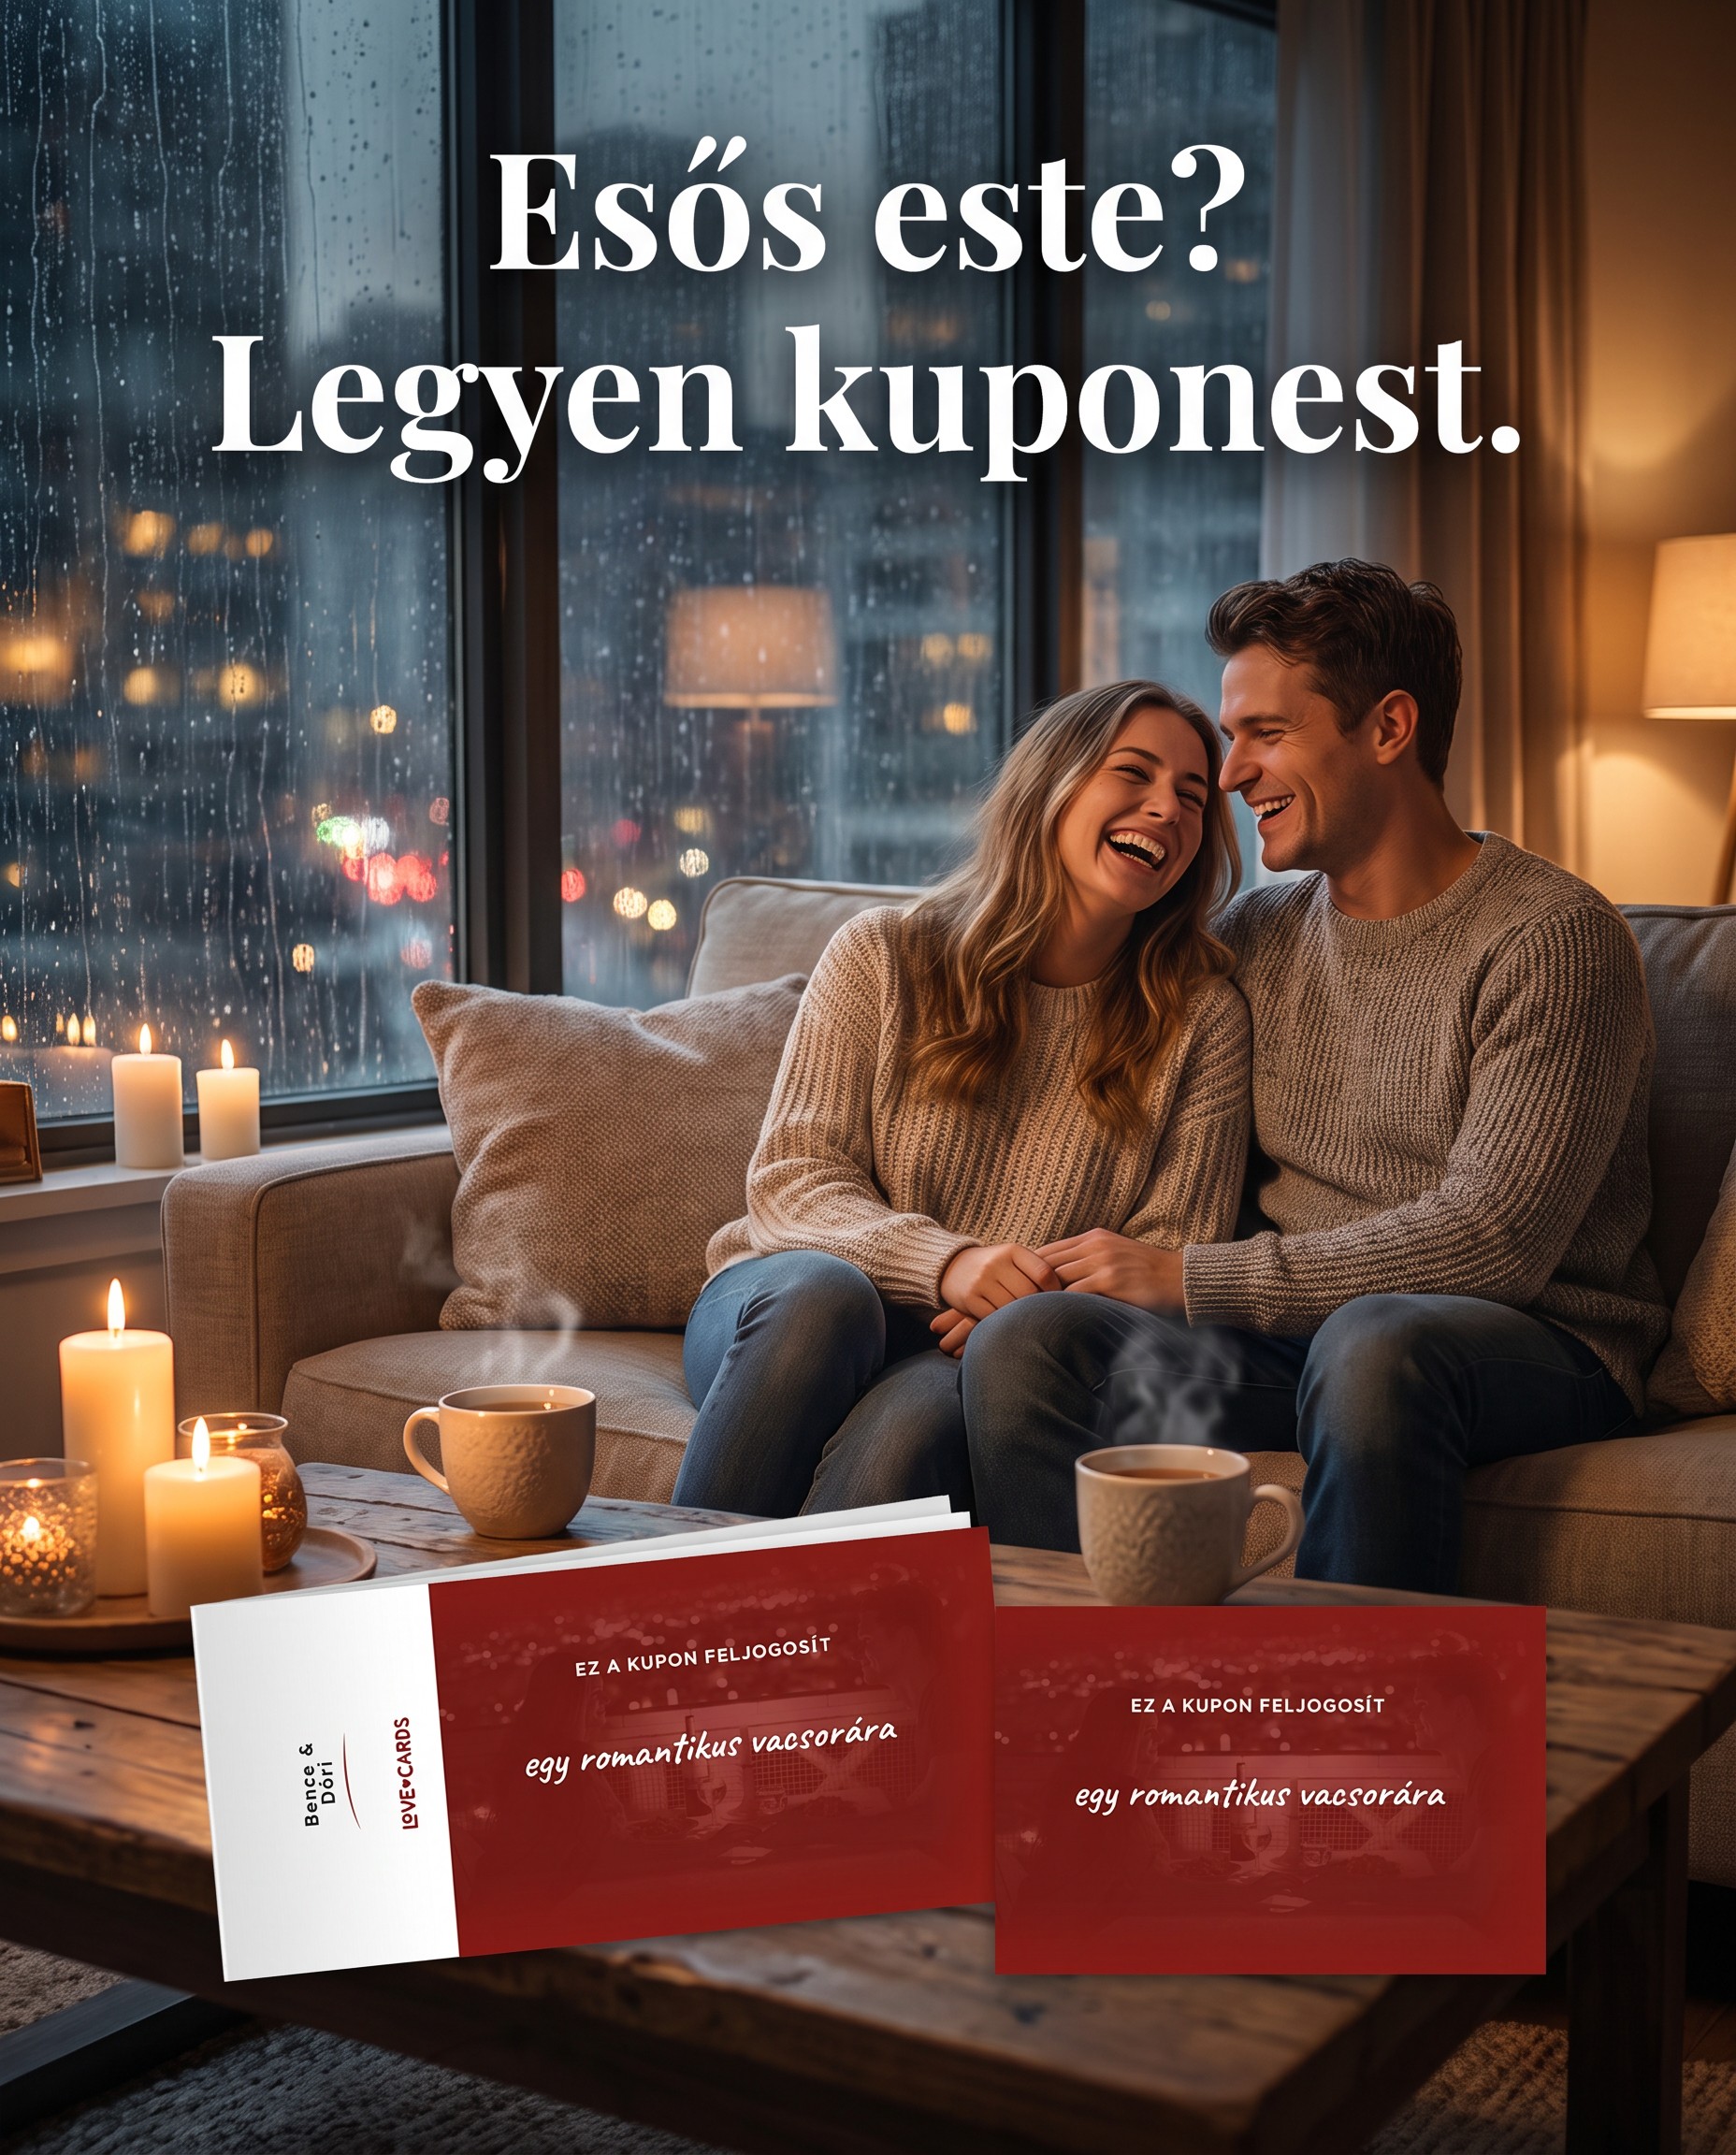 Esős este?
Legyen kuponest.
EZ A KUPON FELJOGOSÍT
egy romantikus vacsorára
Bence &
Dóri
LOVE♥CARDS
EZ A KUPON FELJOGOSÍT
egy romantikus vacsorára